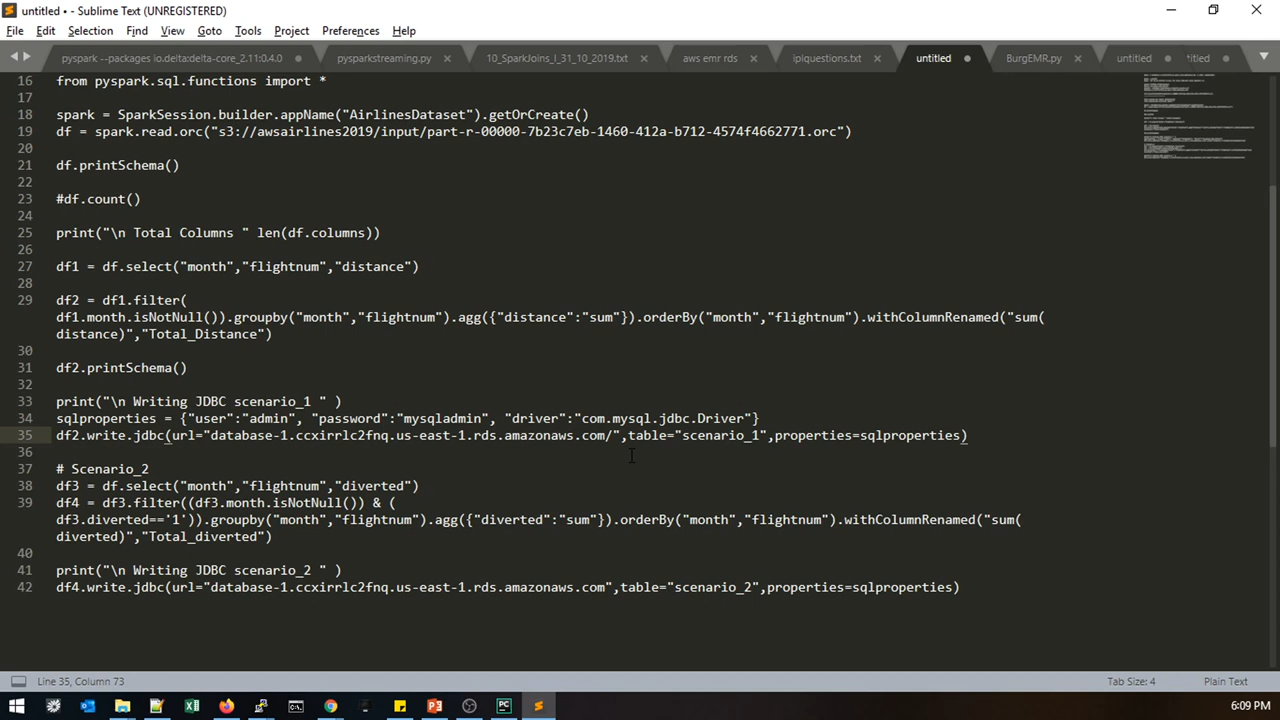 untitled • - Sublime Text (UNREGISTERED)
File Edit Selection Find View Goto Tools Project Preferences Help
pyspark --packages io.delta:delta-core_2.11:0.4.0 pysparkstreaming.py 10_SparkJoins_I_31_10_2019.txt aws emr rds ipiquestions.txt untitled BurgEMR.py untitled titled
16 from pyspark.sql.functions import *
17
18 spark = SparkSession.builder.appName("AirlinesDatase ").getOrCreate()
19 df = spark.read.orc("s3://awsairlines2019/input/part-r-00000-7b23c7eb-1460-412a-b712-4574f4662771.orc")
20
21 df.printSchema()
22
23 #df.count()
24
25 print("\n Total Columns " len(df.columns))
26
27 df1 = df.select("month","flightnum","distance")
28
29 df2 = df1.filter(
df1.month.isNotNull()).groupby("month","flightnum").agg({"distance":"sum"}).orderBy("month","flightnum").withColumnRenamed("sum(
distance)","Total_Distance")
30
31 df2.printSchema()
32
33 print("\n Writing JDBC scenario_1 " )
34 sqlproperties = {"user":"admin", "password":"mysqladmin", "driver":"com.mysql.jdbc.Driver"}
35 df2.write.jdbc(url="database-1.ccxirrlc2fnq.us-east-1.rds.amazonaws.com/",table="scenario_1",properties=sqlproperties)
36
37 # Scenario_2
38 df3 = df.select("month","flightnum","diverted")
39 df4 = df3.filter((df3.month.isNotNull()) & (
df3.diverted=='1')).groupby("month","flightnum").agg({"diverted":"sum"}).orderBy("month","flightnum").withColumnRenamed("sum(
diverted)","Total_diverted")
40
41 print("\n Writing JDBC scenario_2 " )
42 df4.write.jdbc(url="database-1.ccxirrlc2fnq.us-east-1.rds.amazonaws.com",table="scenario_2",properties=sqlproperties)
Line 35, Column 73 Tab Size: 4 Plain Text
6:09 PM